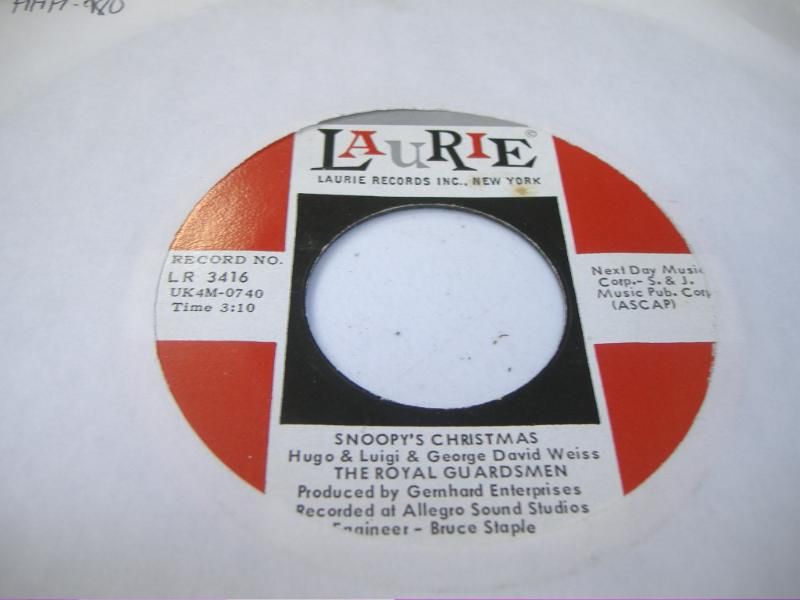 LAURIE ©
LAURIE RECORDS INC., NEW YORK
RECORD NO.
LR 3416
UK4M-0740
Time 3:10
Next Day Music
Corp.- S. & J.
Music Pub. Corp
(ASCAP)
SNOOPY'S CHRISTMAS
Hugo & Luigi & George David Weiss
THE ROYAL GUARDSMEN
Produced by Gernhard Enterprises
Recorded at Allegro Sound Studios
Engineer - Bruce Staple